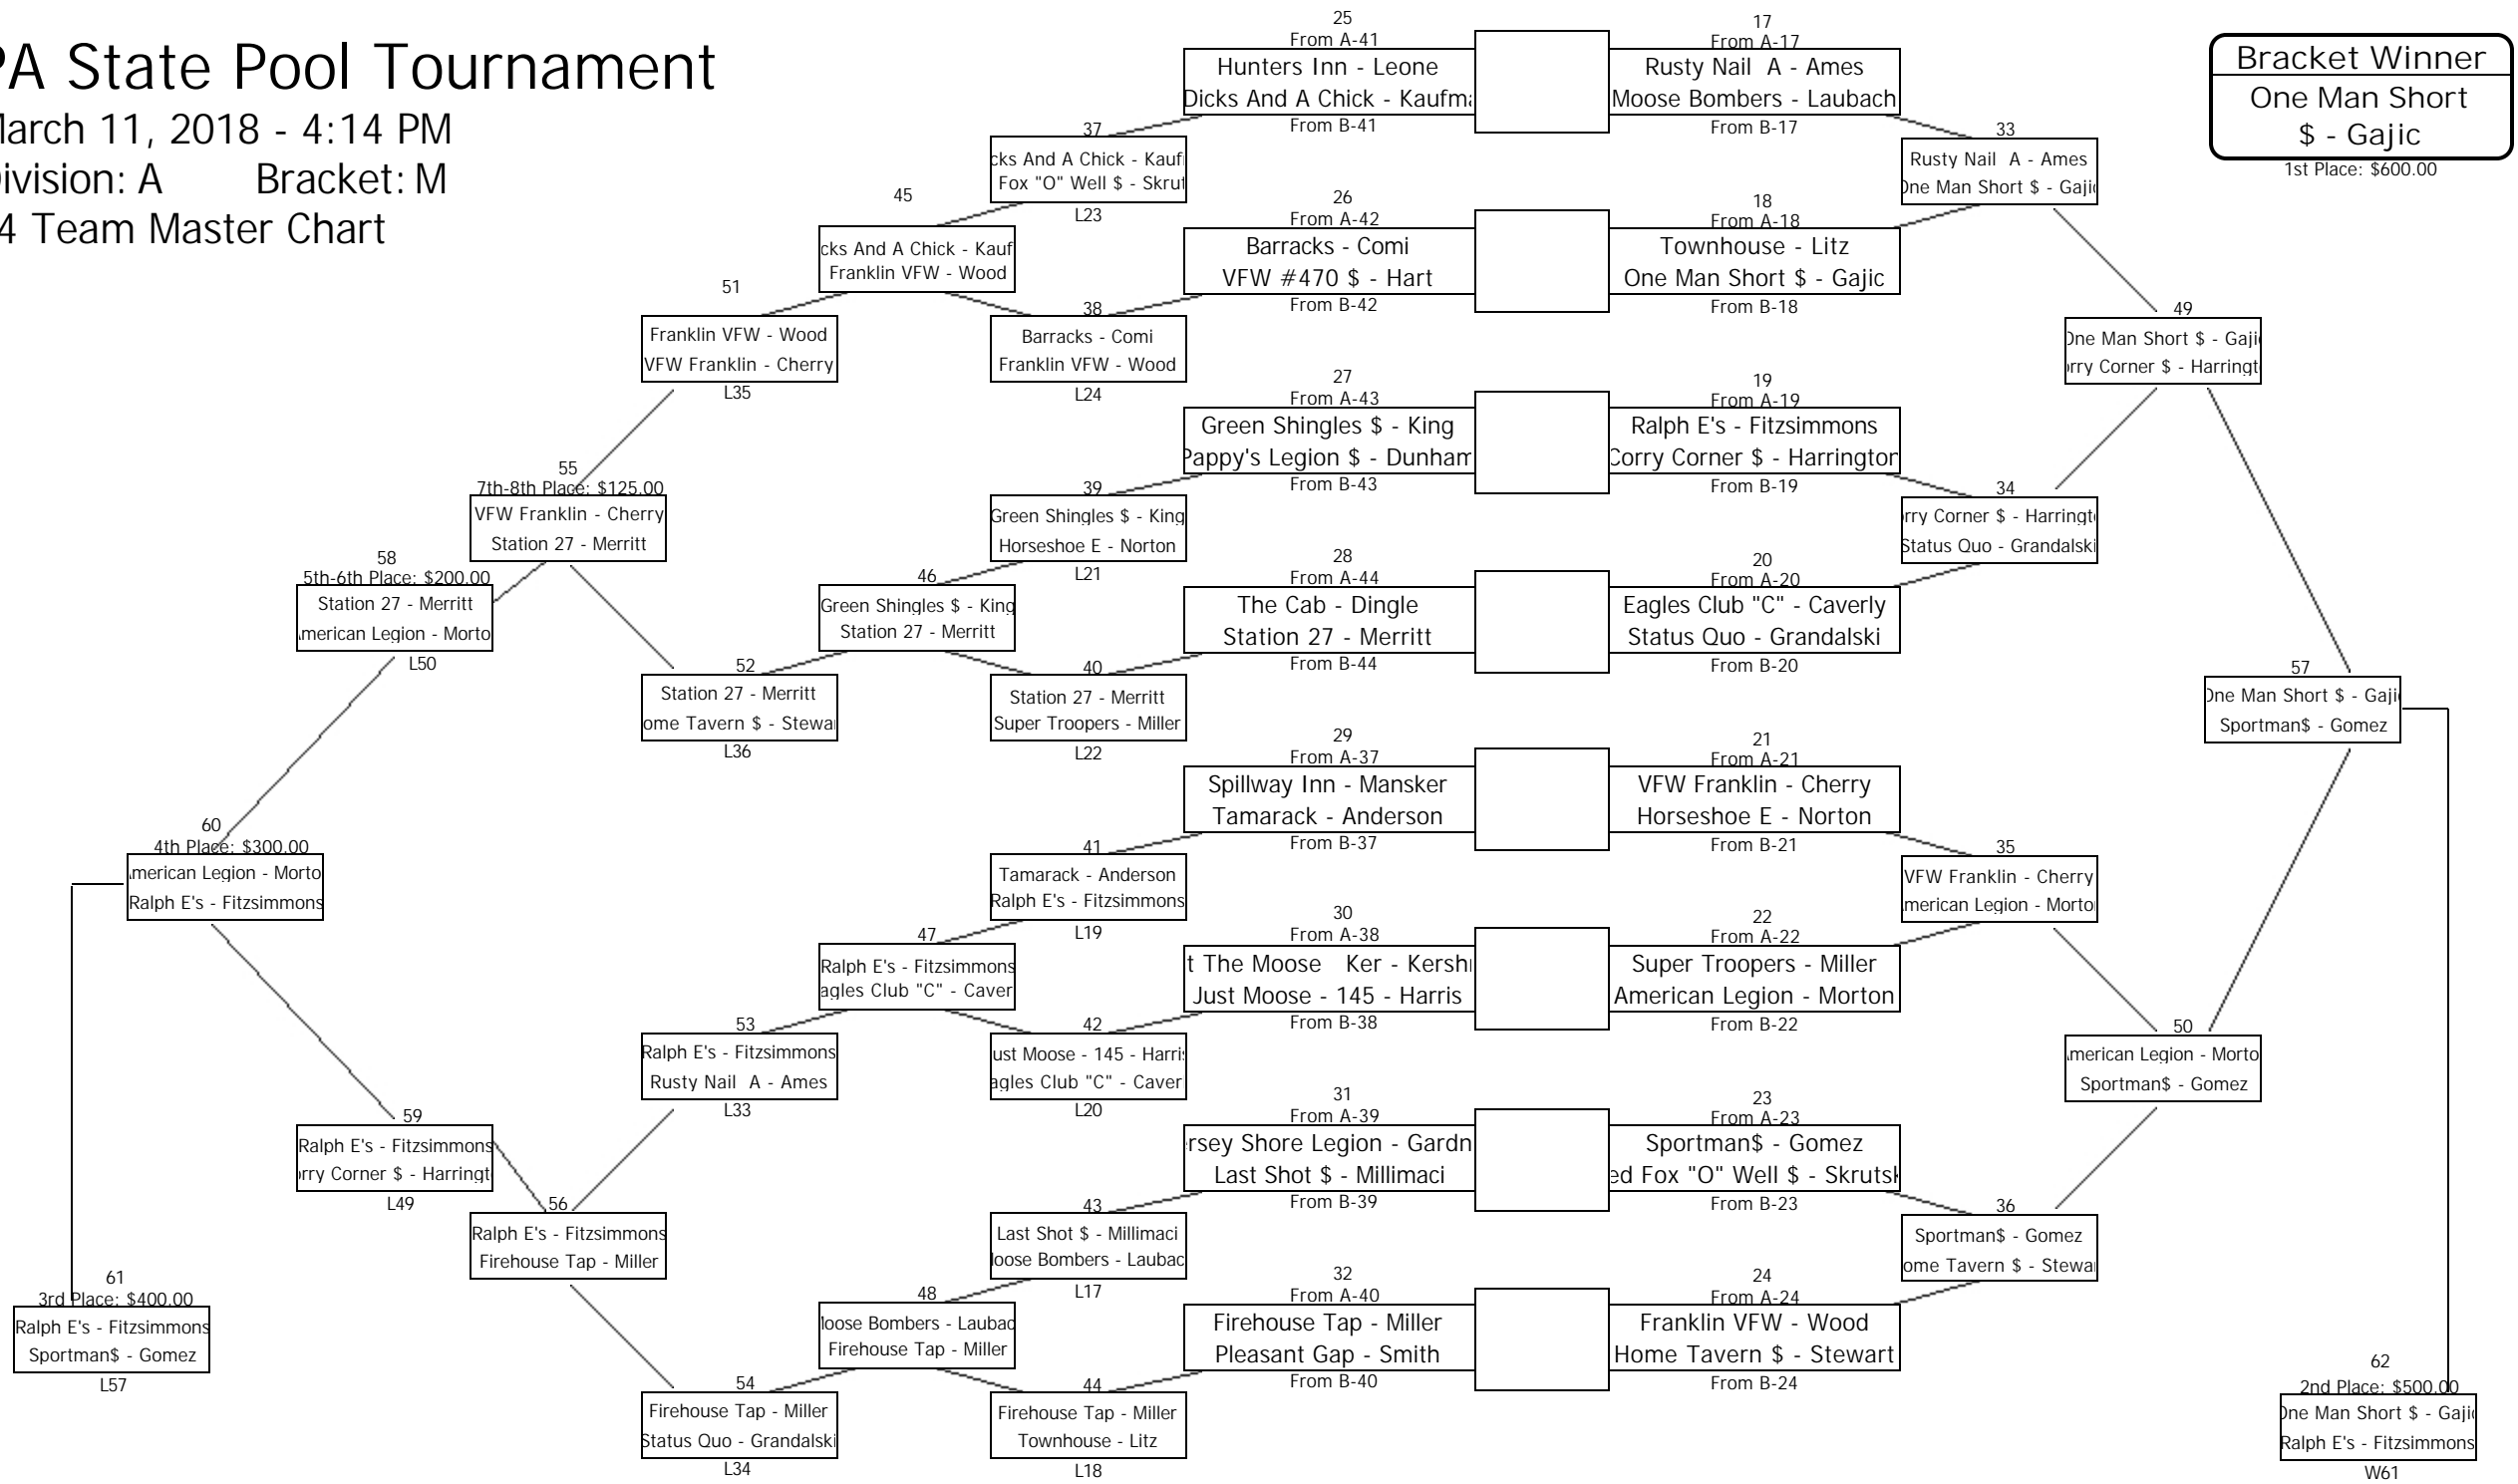 PA State Pool Tournament
March 11, 2018 - 4:14 PM
Division: A Bracket: M
4 Team Master Chart
Bracket Winner
One Man Short
$ - Gajic
1st Place: $600.00
25
From A-41
Hunters Inn - Leone
Dicks And A Chick - Kaufma
From B-41
26
From A-42
Barracks - Comi
VFW #470 $ - Hart
From B-42
27
From A-43
Green Shingles $ - King
Pappy's Legion $ - Dunham
From B-43
28
From A-44
The Cab - Dingle
Station 27 - Merritt
From B-44
29
From A-37
Spillway Inn - Mansker
Tamarack - Anderson
From B-37
30
From A-38
t The Moose Ker - Kershn
Just Moose - 145 - Harris
From B-38
31
From A-39
ersey Shore Legion - Gardn
Last Shot $ - Millimaci
From B-39
32
From A-40
Firehouse Tap - Miller
Pleasant Gap - Smith
From B-40
17
From A-17
Rusty Nail A - Ames
Moose Bombers - Laubach
From B-17
18
From A-18
Townhouse - Litz
One Man Short $ - Gajic
From B-18
19
From A-19
Ralph E's - Fitzsimmons
Corry Corner $ - Harrington
From B-19
20
From A-20
Eagles Club "C" - Caverly
Status Quo - Grandalski
From B-20
21
From A-21
VFW Franklin - Cherry
Horseshoe E - Norton
From B-21
22
From A-22
Super Troopers - Miller
American Legion - Morton
From B-22
23
From A-23
Sportman$ - Gomez
ed Fox "O" Well $ - Skrutsk
From B-23
24
From A-24
Franklin VFW - Wood
Home Tavern $ - Stewart
From B-24
33
Rusty Nail A - Ames
One Man Short $ - Gajic
34
orry Corner $ - Harringto
Status Quo - Grandalski
35
VFW Franklin - Cherry
American Legion - Morto
36
Sportman$ - Gomez
ome Tavern $ - Stewar
49
One Man Short $ - Gajic
orry Corner $ - Harringto
50
American Legion - Morto
Sportman$ - Gomez
57
One Man Short $ - Gajic
Sportman$ - Gomez
62
2nd Place: $500.00
One Man Short $ - Gajic
Ralph E's - Fitzsimmons
W61
37
cks And A Chick - Kaufr
Fox "O" Well $ - Skrut
L23
38
Barracks - Comi
Franklin VFW - Wood
L24
39
Green Shingles $ - King
Horseshoe E - Norton
L21
40
Station 27 - Merritt
Super Troopers - Miller
L22
41
Tamarack - Anderson
Ralph E's - Fitzsimmons
L19
42
ust Moose - 145 - Harris
agles Club "C" - Caver
L20
43
Last Shot $ - Millimaci
Moose Bombers - Laubac
L17
44
Firehouse Tap - Miller
Townhouse - Litz
L18
45
cks And A Chick - Kauf
Franklin VFW - Wood
46
Green Shingles $ - King
Station 27 - Merritt
47
Ralph E's - Fitzsimmons
agles Club "C" - Caver
48
Moose Bombers - Laubac
Firehouse Tap - Miller
51
Franklin VFW - Wood
VFW Franklin - Cherry
L35
52
Station 27 - Merritt
ome Tavern $ - Stewar
L36
53
Ralph E's - Fitzsimmons
Rusty Nail A - Ames
L33
54
Firehouse Tap - Miller
Status Quo - Grandalski
L34
55
7th-8th Place: $125.00
VFW Franklin - Cherry
Station 27 - Merritt
56
Ralph E's - Fitzsimmons
Firehouse Tap - Miller
58
5th-6th Place: $200.00
Station 27 - Merritt
American Legion - Morto
L50
59
Ralph E's - Fitzsimmons
orry Corner $ - Harringto
L49
60
4th Place: $300.00
American Legion - Morto
Ralph E's - Fitzsimmons
61
3rd Place: $400.00
Ralph E's - Fitzsimmons
Sportman$ - Gomez
L57